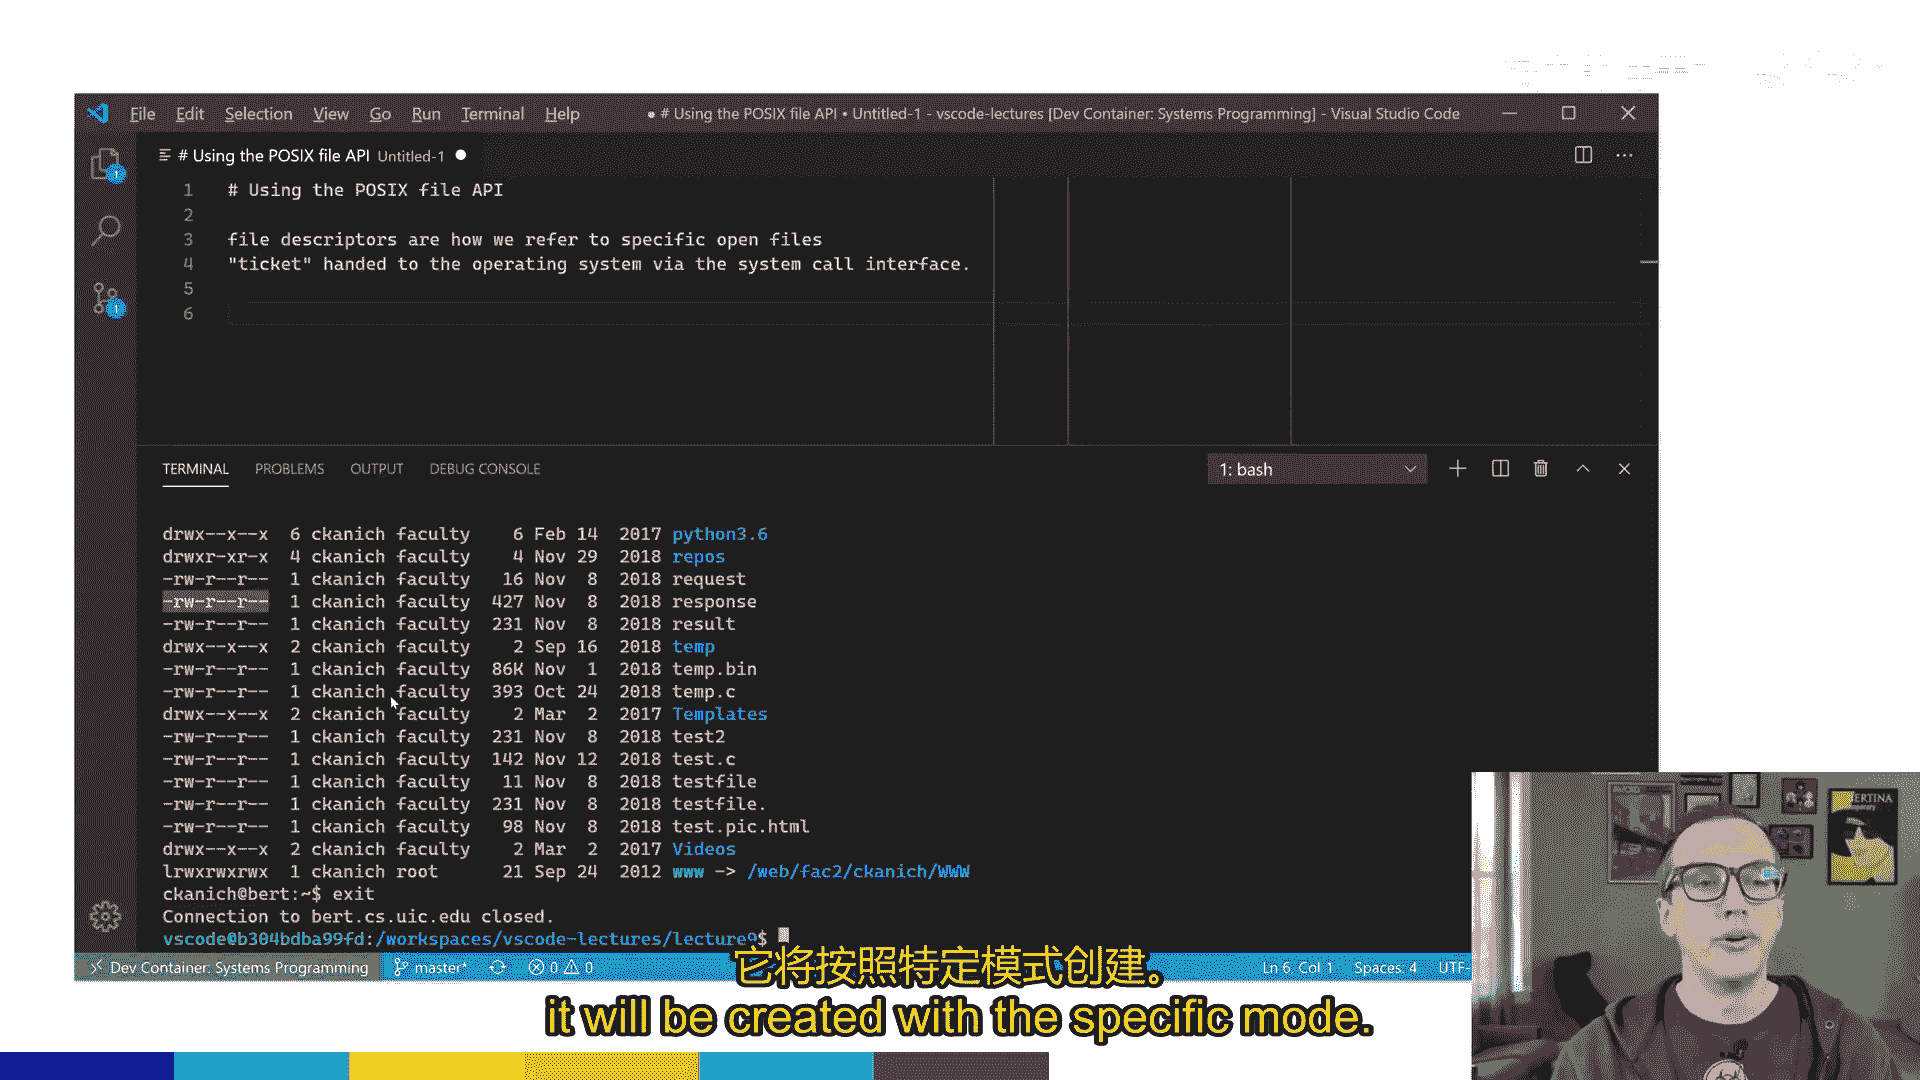 File Edit Selection View Go Run Terminal Help ● # Using the POSIX file API • Untitled-1 - vscode-lectures [Dev Container: Systems Programming] - Visual Studio Code
# Using the POSIX file API Untitled-1 ●
1 # Using the POSIX file API
2
3 file descriptors are how we refer to specific open files
4 "ticket" handed to the operating system via the system call interface.
5
6
1
1
TERMINAL PROBLEMS OUTPUT DEBUG CONSOLE 1: bash
drwx--x--x 6 ckanich faculty 6 Feb 14 2017 python3.6
drwxr-xr-x 4 ckanich faculty 4 Nov 29 2018 repos
-rw-r--r-- 1 ckanich faculty 16 Nov 8 2018 request
-rw-r--r-- 1 ckanich faculty 427 Nov 8 2018 response
-rw-r--r-- 1 ckanich faculty 231 Nov 8 2018 result
drwx--x--x 2 ckanich faculty 2 Sep 16 2018 temp
-rw-r--r-- 1 ckanich faculty 86K Nov 1 2018 temp.bin
-rw-r--r-- 1 ckanich faculty 393 Oct 24 2018 temp.c
drwx--x--x 2 ckanich faculty 2 Mar 2 2017 Templates
-rw-r--r-- 1 ckanich faculty 231 Nov 8 2018 test2
-rw-r--r-- 1 ckanich faculty 142 Nov 12 2018 test.c
-rw-r--r-- 1 ckanich faculty 11 Nov 8 2018 testfile
-rw-r--r-- 1 ckanich faculty 231 Nov 8 2018 testfile.
-rw-r--r-- 1 ckanich faculty 98 Nov 8 2018 test.pic.html
drwx--x--x 2 ckanich faculty 2 Mar 2 2017 Videos
lrwxrwxrwx 1 ckanich root 21 Sep 24 2012 www -> /web/fac2/ckanich/WWW
ckanich@bert:~$ exit
Connection to bert.cs.uic.edu closed.
vscode@b304bdba99fd:/workspaces/vscode-lectures/lecture9$
Dev Container: Systems Programming master* 0 0 Ln 6, Col 1 Spaces: 4 UTF-
它将按照特定模式创建。
it will be created with the specific mode.